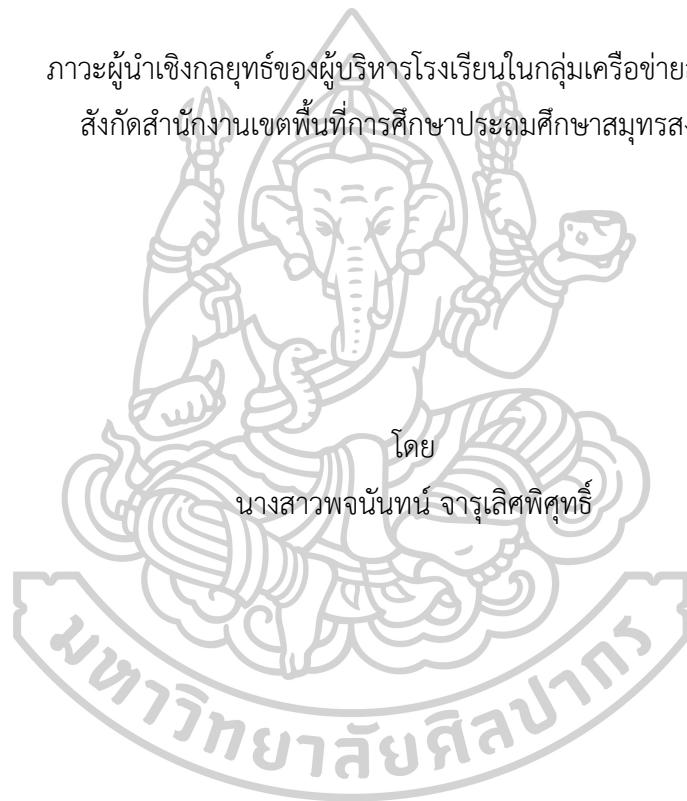 ภาวะผู้นำเชิงกลยุทธ์ของผู้บริหารโรงเรียนในกลุ่มเครือข่าย
สังกัดสำนักงานเขตพื้นที่การศึกษาประถมศึกษาสมุทรส
โดย
นางสาวพจนันทน์ จารุเลิศพิศุทธิ์
มหาวิทยาลัยศิลปากร